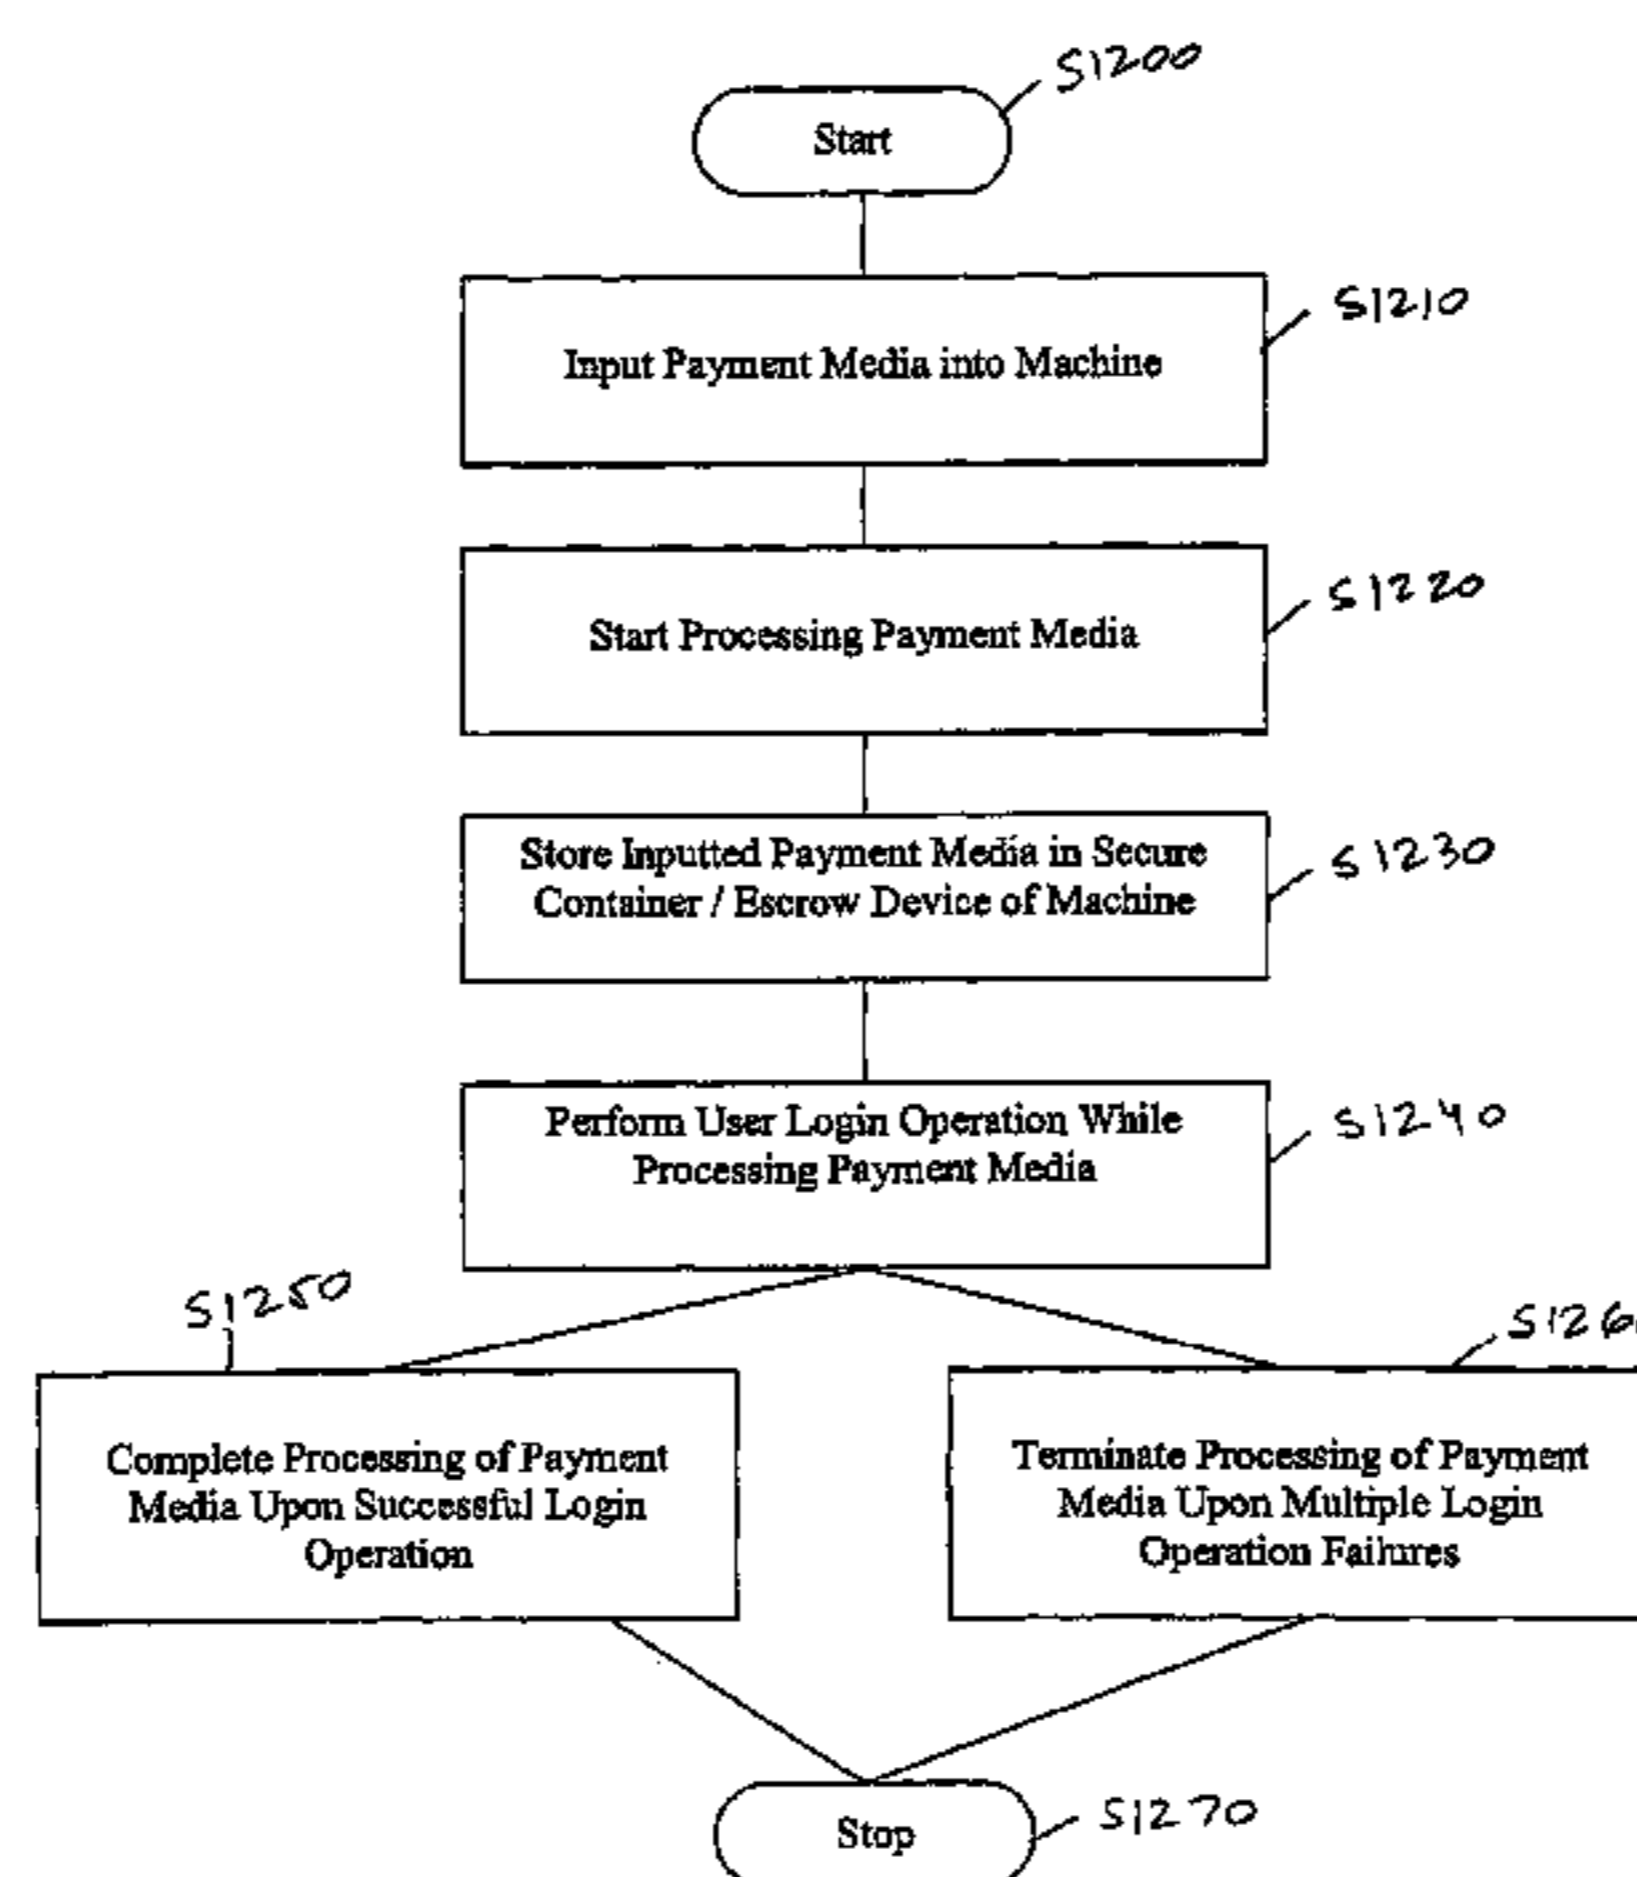 S1200
Start
S1210
Input Payment Media into Machine
S1220
Start Processing Payment Media
S1230
Store Inputted Payment Media in Secure
Container / Escrow Device of Machine
S1240
Perform User Login Operation While
Processing Payment Media
S1250
Complete Processing of Payment
Media Upon Successful Login
Operation
S126
Terminate Processing of Payment
Media Upon Multiple Login
Operation Failures
Stop
S1270